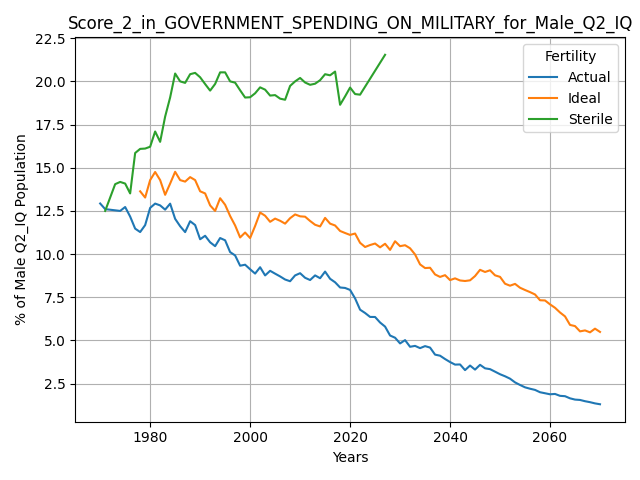 Score_2_in_GOVERNMENT_SPENDING_ON_MILITARY_for_Male_Q2_IQ
Fertility
Actual
Ideal
Sterile
% of Male Q2_IQ Population
22.5
20.0
17.5
15.0
12.5
10.0
7.5
5.0
2.5
1980 2000 2020 2040 2060
Years